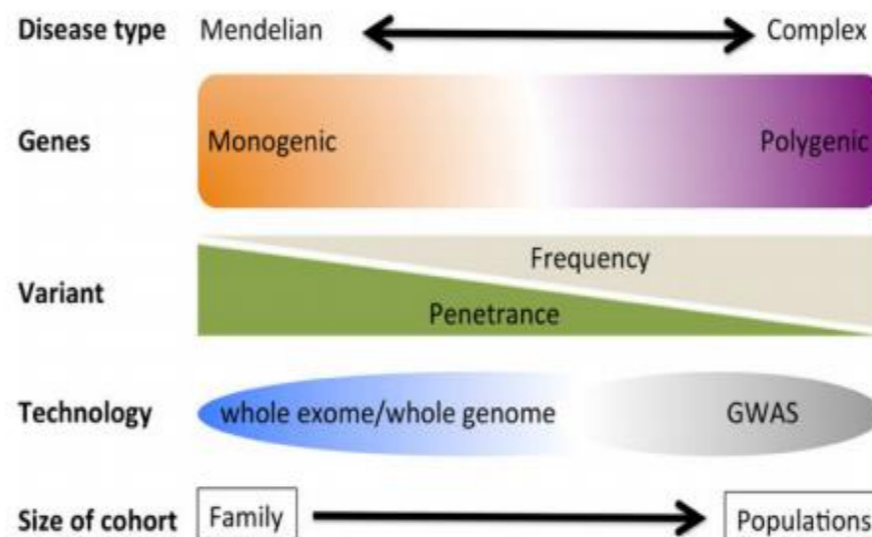 Disease type Mendelian Complex
Genes Monogenic Polygenic
Frequency
Variant
Penetrance
Technology whole exome/whole genome GWAS
Size of cohort Family Populations